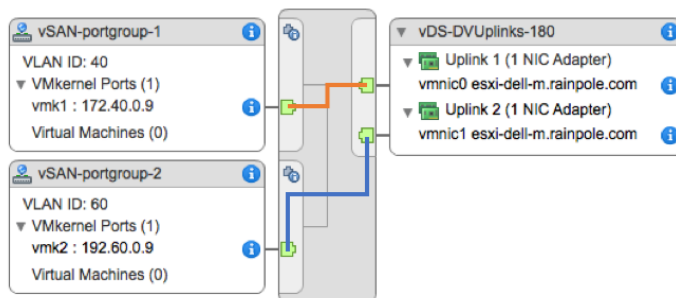 vSAN-portgroup-1
VLAN ID: 40
VMkernel Ports (1)
vmk1 : 172.40.0.9
Virtual Machines (0)
vSAN-portgroup-2
VLAN ID: 60
VMkernel Ports (1)
vmk2 : 192.60.0.9
Virtual Machines (0)
vDS-DVUplinks-180
Uplink 1 (1 NIC Adapter)
vmnic0 esxi-dell-m.rainpole.com
Uplink 2 (1 NIC Adapter)
vmnic1 esxi-dell-m.rainpole.com